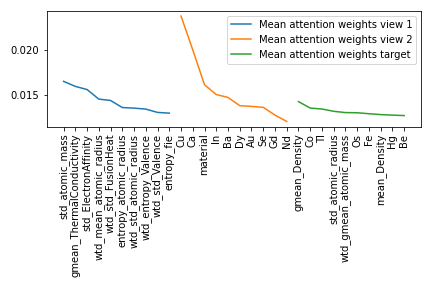 Mean attention weights view 1
Mean attention weights view 2
Mean attention weights target
0.020
0.015
std_atomic_mass
gmean_ThermalConductivity
std_ElectronAffinity
wtd_mean_atomic_radius
wtd_std_FusionHeat
entropy_atomic_radius
wtd_std_atomic_radius
wtd_entropy_Valence
wtd_std_Valence
entropy_fie
Cu
Ca
material
In
Ba
Dy
Au
Se
Gd
Nd
gmean_Density
Co
Tl
std_atomic_radius
wtd_gmean_atomic_mass
Os
Fe
mean_Density
Hg
Be